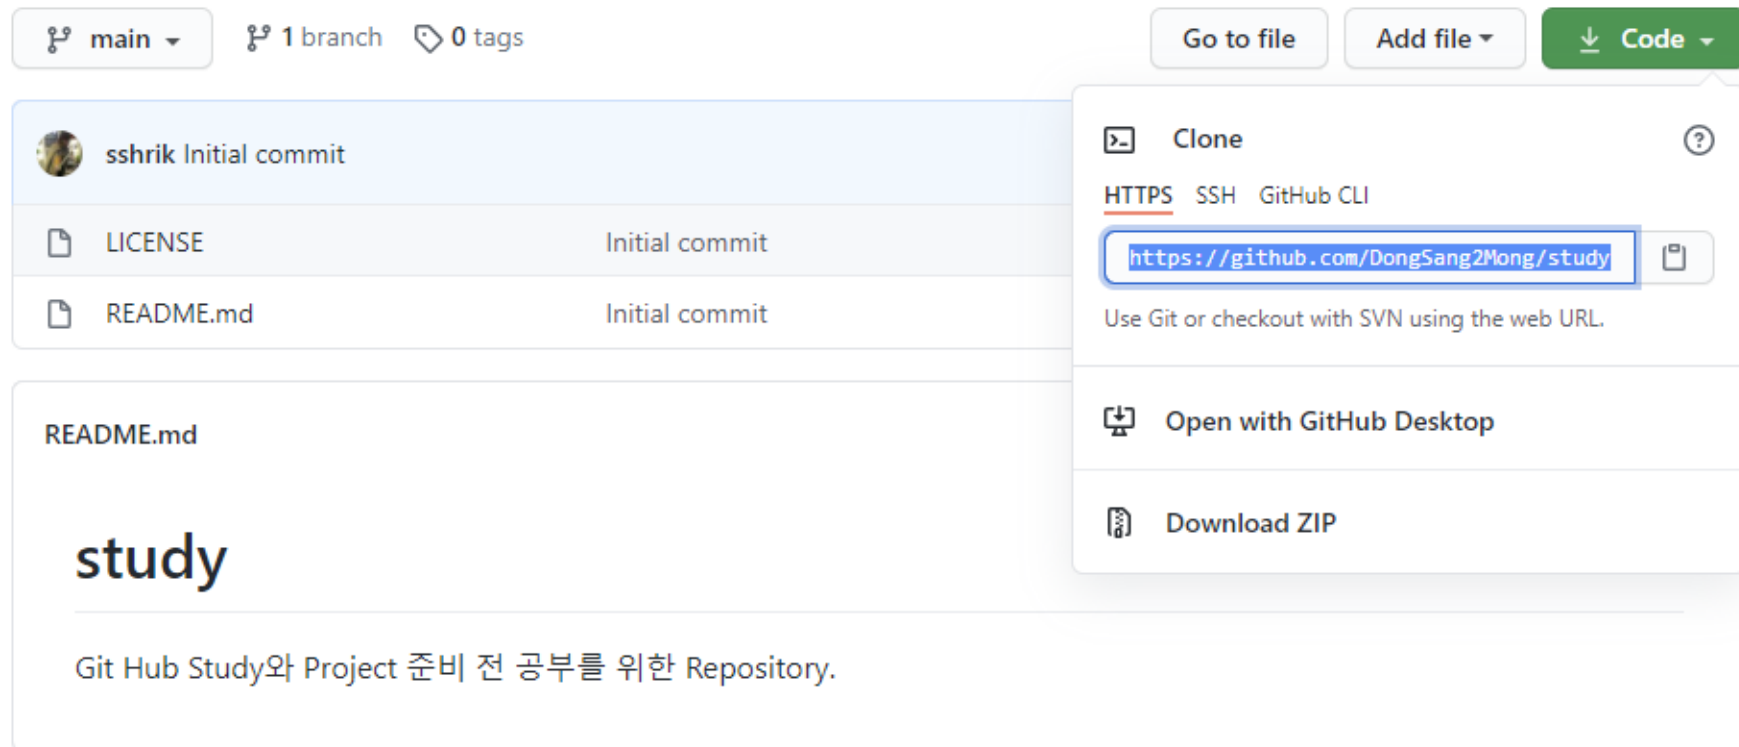 main 1 branch 0 tags Go to file Add file Code
sshrik Initial commit
LICENSE Initial commit
README.md Initial commit
Clone
HTTPS SSH GitHub CLI
https://github.com/DongSang2Mong/study
Use Git or checkout with SVN using the web URL.
Open with GitHub Desktop
Download ZIP
README.md
study
Git Hub Study와 Project 준비 전 공부를 위한 Repository.